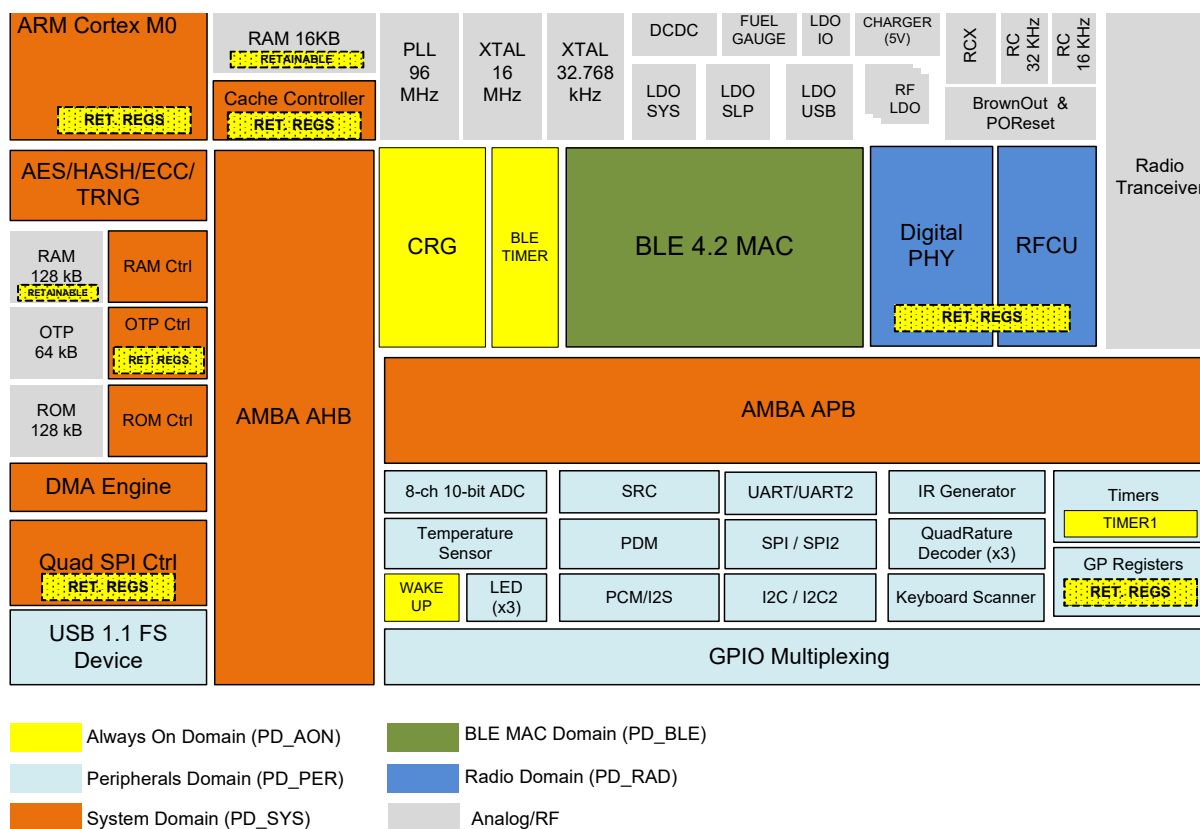 ARM Cortex M0
RET. REGS
RAM 16KB
RETAINABLE
Cache Controller
RET. REGS
PLL
96
MHz
XTAL
16
MHz
XTAL
32.768
kHz
DCDC
FUEL
GAUGE
LDO
IO
CHARGER
(5V)
LDO
SYS
LDO
SLP
LDO
USB
RF
LDO
RCX
RC
32 KHz
RC
16 KHz
BrownOut &
POReset
Radio
Tranceiver
AES/HASH/ECC/
TRNG
RAM
128 kB
RETAINABLE
RAM Ctrl
OTP
64 kB
OTP Ctrl
RET. REGS
ROM
128 kB
ROM Ctrl
DMA Engine
Quad SPI Ctrl
RET. REGS
USB 1.1 FS
Device
AMBA AHB
CRG
BLE
TIMER
BLE 4.2 MAC
Digital
PHY
RFCU
RET. REGS
AMBA APB
8-ch 10-bit ADC
SRC
UART/UART2
IR Generator
Timers
TIMER1
Temperature
Sensor
PDM
SPI / SPI2
QuadRature
Decoder (x3)
GP Registers
RET. REGS
WAKE
UP
LED
(x3)
PCM/I2S
I2C / I2C2
Keyboard Scanner
GPIO Multiplexing
Always On Domain (PD_AON)
BLE MAC Domain (PD_BLE)
Peripherals Domain (PD_PER)
Radio Domain (PD_RAD)
System Domain (PD_SYS)
Analog/RF